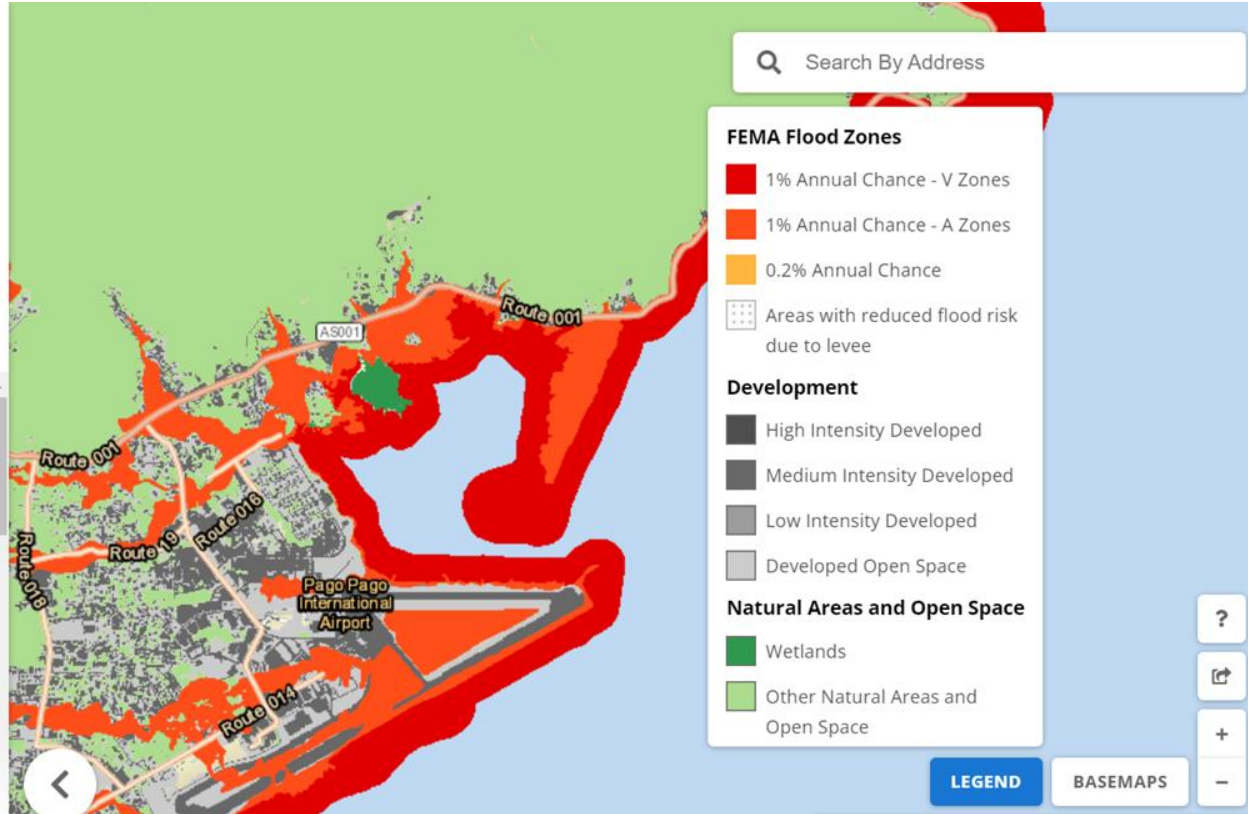 Search By Address
FEMA Flood Zones
1% Annual Chance - V Zones
1% Annual Chance - A Zones
0.2% Annual Chance
Areas with reduced flood risk
due to levee
Development
High Intensity Developed
Medium Intensity Developed
Low Intensity Developed
Developed Open Space
Natural Areas and Open Space
Wetlands
Other Natural Areas and
Open Space
LEGEND
BASEMAPS
?
+
−
Route 001
AS001
Route 001
Route 016
Route 19
Route 018
Pago Pago
International
Airport
Route 014